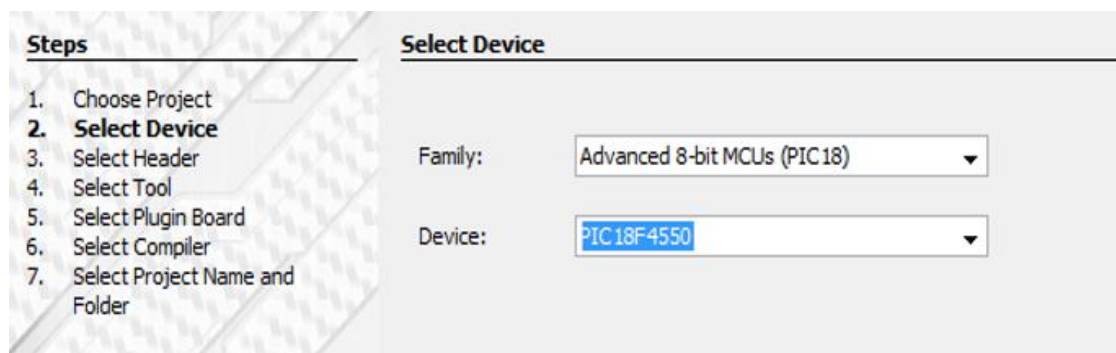 Steps
1. Choose Project
2. Select Device
3. Select Header
4. Select Tool
5. Select Plugin Board
6. Select Compiler
7. Select Project Name and
Folder
Select Device
Family: Advanced 8-bit MCUs (PIC18)
Device: PIC18F4550